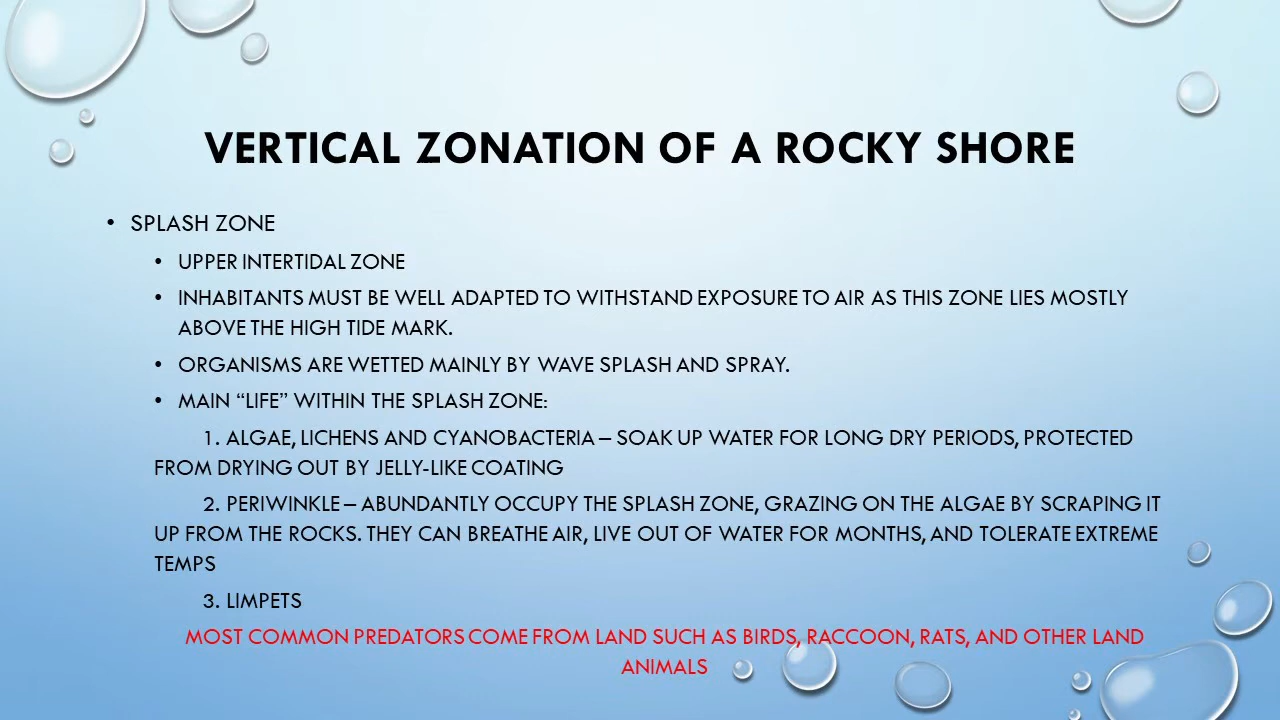 VERTICAL ZONATION OF A ROCKY SHORE
• SPLASH ZONE
• UPPER INTERTIDAL ZONE
• INHABITANTS MUST BE WELL ADAPTED TO WITHSTAND EXPOSURE TO AIR AS THIS ZONE LIES MOSTLY
ABOVE THE HIGH TIDE MARK.
• ORGANISMS ARE WETTED MAINLY BY WAVE SPLASH AND SPRAY.
• MAIN “LIFE” WITHIN THE SPLASH ZONE:
1. ALGAE, LICHENS AND CYANOBACTERIA – SOAK UP WATER FOR LONG DRY PERIODS, PROTECTED
FROM DRYING OUT BY JELLY-LIKE COATING
2. PERIWINKLE – ABUNDANTLY OCCUPY THE SPLASH ZONE, GRAZING ON THE ALGAE BY SCRAPING IT
UP FROM THE ROCKS. THEY CAN BREATHE AIR, LIVE OUT OF WATER FOR MONTHS, AND TOLERATE EXTREME
TEMPS
3. LIMPETS
MOST COMMON PREDATORS COME FROM LAND SUCH AS BIRDS, RACCOON, RATS, AND OTHER LAND
ANIMALS